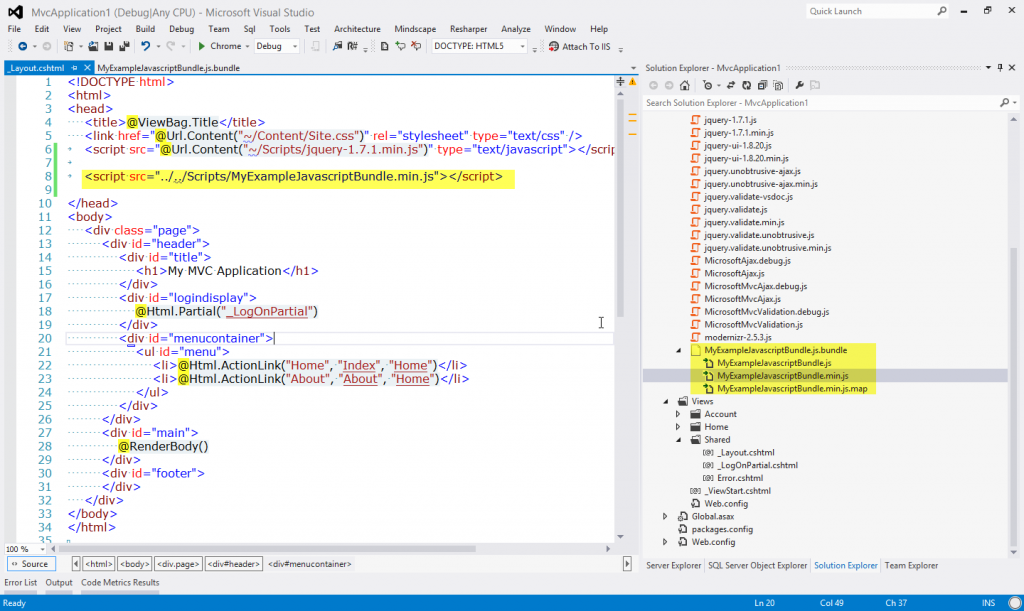 MvcApplication1 (Debug|Any CPU) - Microsoft Visual Studio
Quick Launch
File Edit View Project Build Debug Team Sql Tools Test Architecture Mindscape Resharper Analyze Window Help
Chrome Debug DOCTYPE: HTML5 Attach To IIS
_Layout.cshtml MyExampleJavascriptBundle.js.bundle
1 <!DOCTYPE html>
2 <html>
3 <head>
4 <title>@ViewBag.Title</title>
5 <link href="@Url.Content("~/Content/Site.css")" rel="stylesheet" type="text/css" />
6 <script src="@Url.Content("~/Scripts/jquery-1.7.1.min.js")" type="text/javascript"></scrip
7
8 <script src="../../Scripts/MyExampleJavascriptBundle.min.js"></script>
9
10 </head>
11 <body>
12 <div class="page">
13 <div id="header">
14 <div id="title">
15 <h1>My MVC Application</h1>
16 </div>
17 <div id="logindisplay">
18 @Html.Partial("_LogOnPartial")
19 </div>
20 <div id="menucontainer">
21 <ul id="menu">
22 <li>@Html.ActionLink("Home", "Index", "Home")</li>
23 <li>@Html.ActionLink("About", "About", "Home")</li>
24 </ul>
25 </div>
26 </div>
27 <div id="main">
28 @RenderBody()
29 </div>
30 <div id="footer">
31 </div>
32 </div>
33 </body>
34 </html>
35
100 %
Source <html> <body> <div.page> <div#header> <div#menucontainer>
Error List Output Code Metrics Results
Solution Explorer - MvcApplication1
Search Solution Explorer - MvcApplication1
jquery-1.7.1.js
jquery-1.7.1.min.js
jquery-ui-1.8.20.js
jquery-ui-1.8.20.min.js
jquery.unobtrusive-ajax.js
jquery.unobtrusive-ajax.min.js
jquery.validate-vsdoc.js
jquery.validate.js
jquery.validate.min.js
jquery.validate.unobtrusive.js
jquery.validate.unobtrusive.min.js
MicrosoftAjax.debug.js
MicrosoftAjax.js
MicrosoftMvcAjax.debug.js
MicrosoftMvcAjax.js
MicrosoftMvcValidation.debug.js
MicrosoftMvcValidation.js
modernizr-2.5.3.js
MyExampleJavascriptBundle.js.bundle
MyExampleJavascriptBundle.js
MyExampleJavascriptBundle.min.js
MyExampleJavascriptBundle.min.js.map
Views
Account
Home
Shared
_Layout.cshtml
_LogOnPartial.cshtml
Error.cshtml
_ViewStart.cshtml
Web.config
Global.asax
packages.config
Web.config
Server Explorer SQL Server Object Explorer Solution Explorer Team Explorer
Ready Ln 20 Col 49 Ch 37 INS